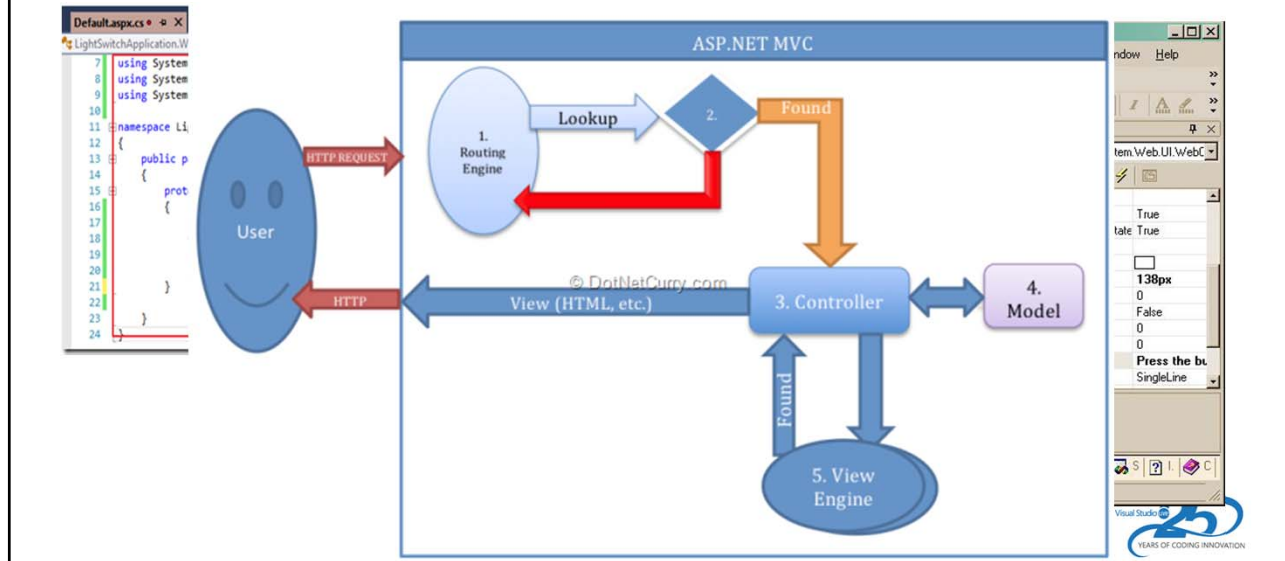 Default.aspx.cs
LightSwitchApplication.W
7 using System
8 using System
9 using System
10
11 namespace Li
12 {
13 public p
14 {
15 prot
16 {
17
18
19
20
21 }
22
23 }
24 }
ASP.NET MVC
User
HTTP REQUEST
HTTP
1.
Routing
Engine
Lookup
2.
Found
© DotNetCurry.com
View (HTML, etc.)
3. Controller
4.
Model
Found
5. View
Engine
ndow Help
tem.Web.UI.WebC
True
tate True
138px
0
False
0
0
Press the bu
SingleLine
S I. C
Visual Studio LIVE
25
YEARS OF CODING INNOVATION